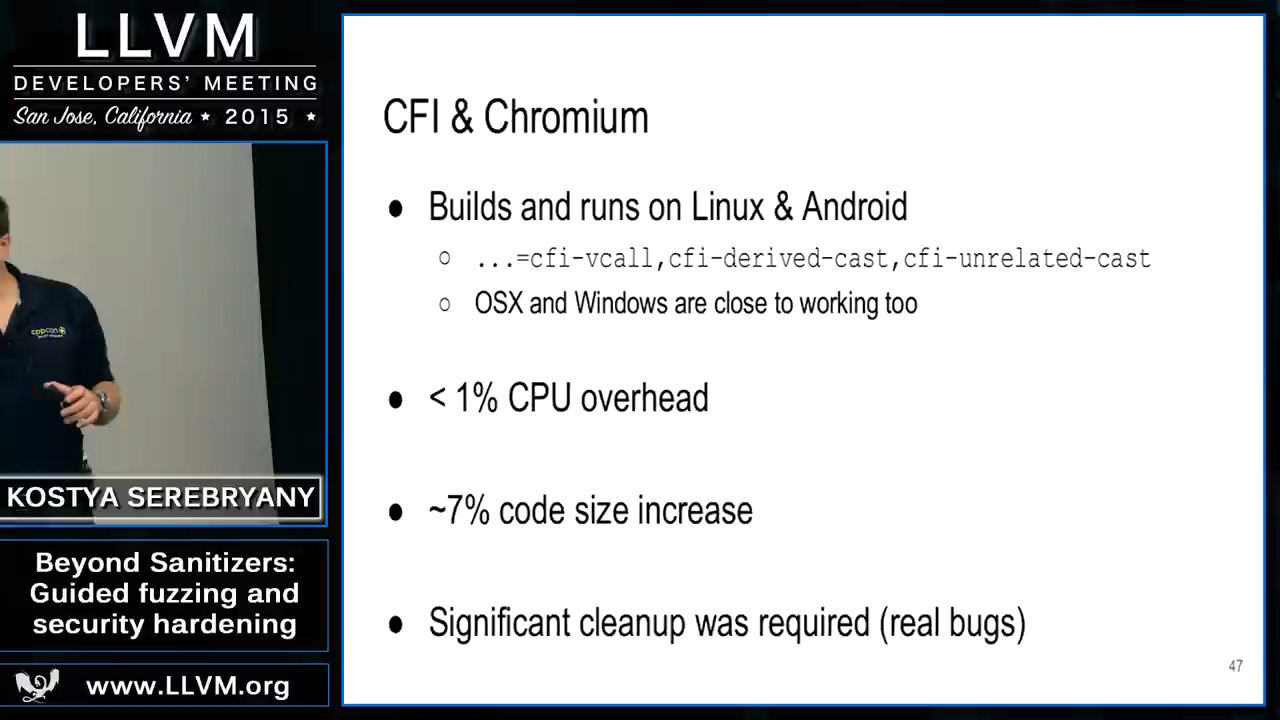 LLVM
DEVELOPERS' MEETING
San Jose, California ★ 2015 ★
cppcon
KOSTYA SEREBRYANY
Beyond Sanitizers:
Guided fuzzing and
security hardening
www.LLVM.org
CFI & Chromium
● Builds and runs on Linux & Android
○ ...=cfi-vcall,cfi-derived-cast,cfi-unrelated-cast
○ OSX and Windows are close to working too
● < 1% CPU overhead
● ~7% code size increase
● Significant cleanup was required (real bugs)
47